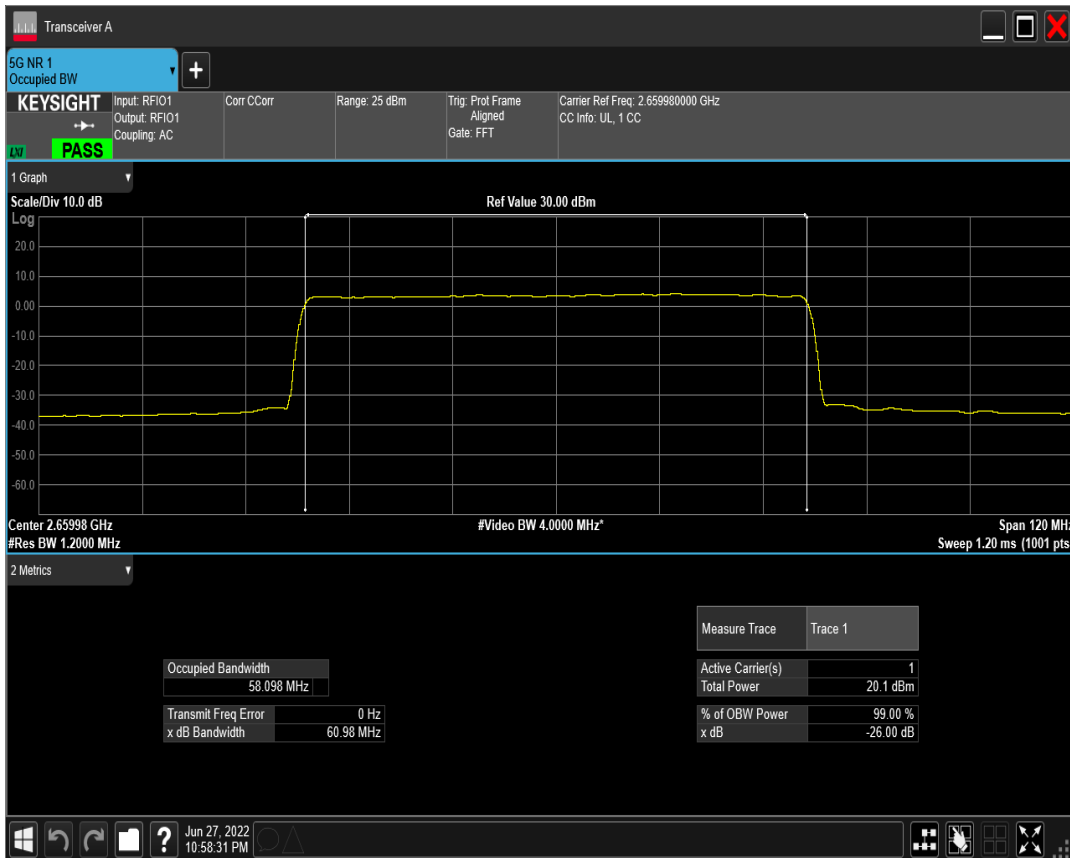 Transceiver A
5G NR 1
Occupied BW
+
KEYSIGHT
LXI
PASS
Input: RFIO1
Output: RFIO1
Coupling: AC
Corr CCorr
Range: 25 dBm
Trig: Prot Frame
Aligned
Gate: FFT
Carrier Ref Freq: 2.659980000 GHz
CC Info: UL, 1 CC
1 Graph
Scale/Div 10.0 dB
Ref Value 30.00 dBm
Log
20.0
10.0
0.00
-10.0
-20.0
-30.0
-40.0
-50.0
-60.0
Center 2.65998 GHz
#Video BW 4.0000 MHz*
Span 120 MHz
#Res BW 1.2000 MHz
Sweep 1.20 ms (1001 pts
2 Metrics
Measure Trace Trace 1
Occupied Bandwidth
58.098 MHz
Active Carrier(s) 1
Total Power 20.1 dBm
Transmit Freq Error 0 Hz
x dB Bandwidth 60.98 MHz
% of OBW Power 99.00 %
x dB -26.00 dB
?
Jun 27, 2022
10:58:31 PM